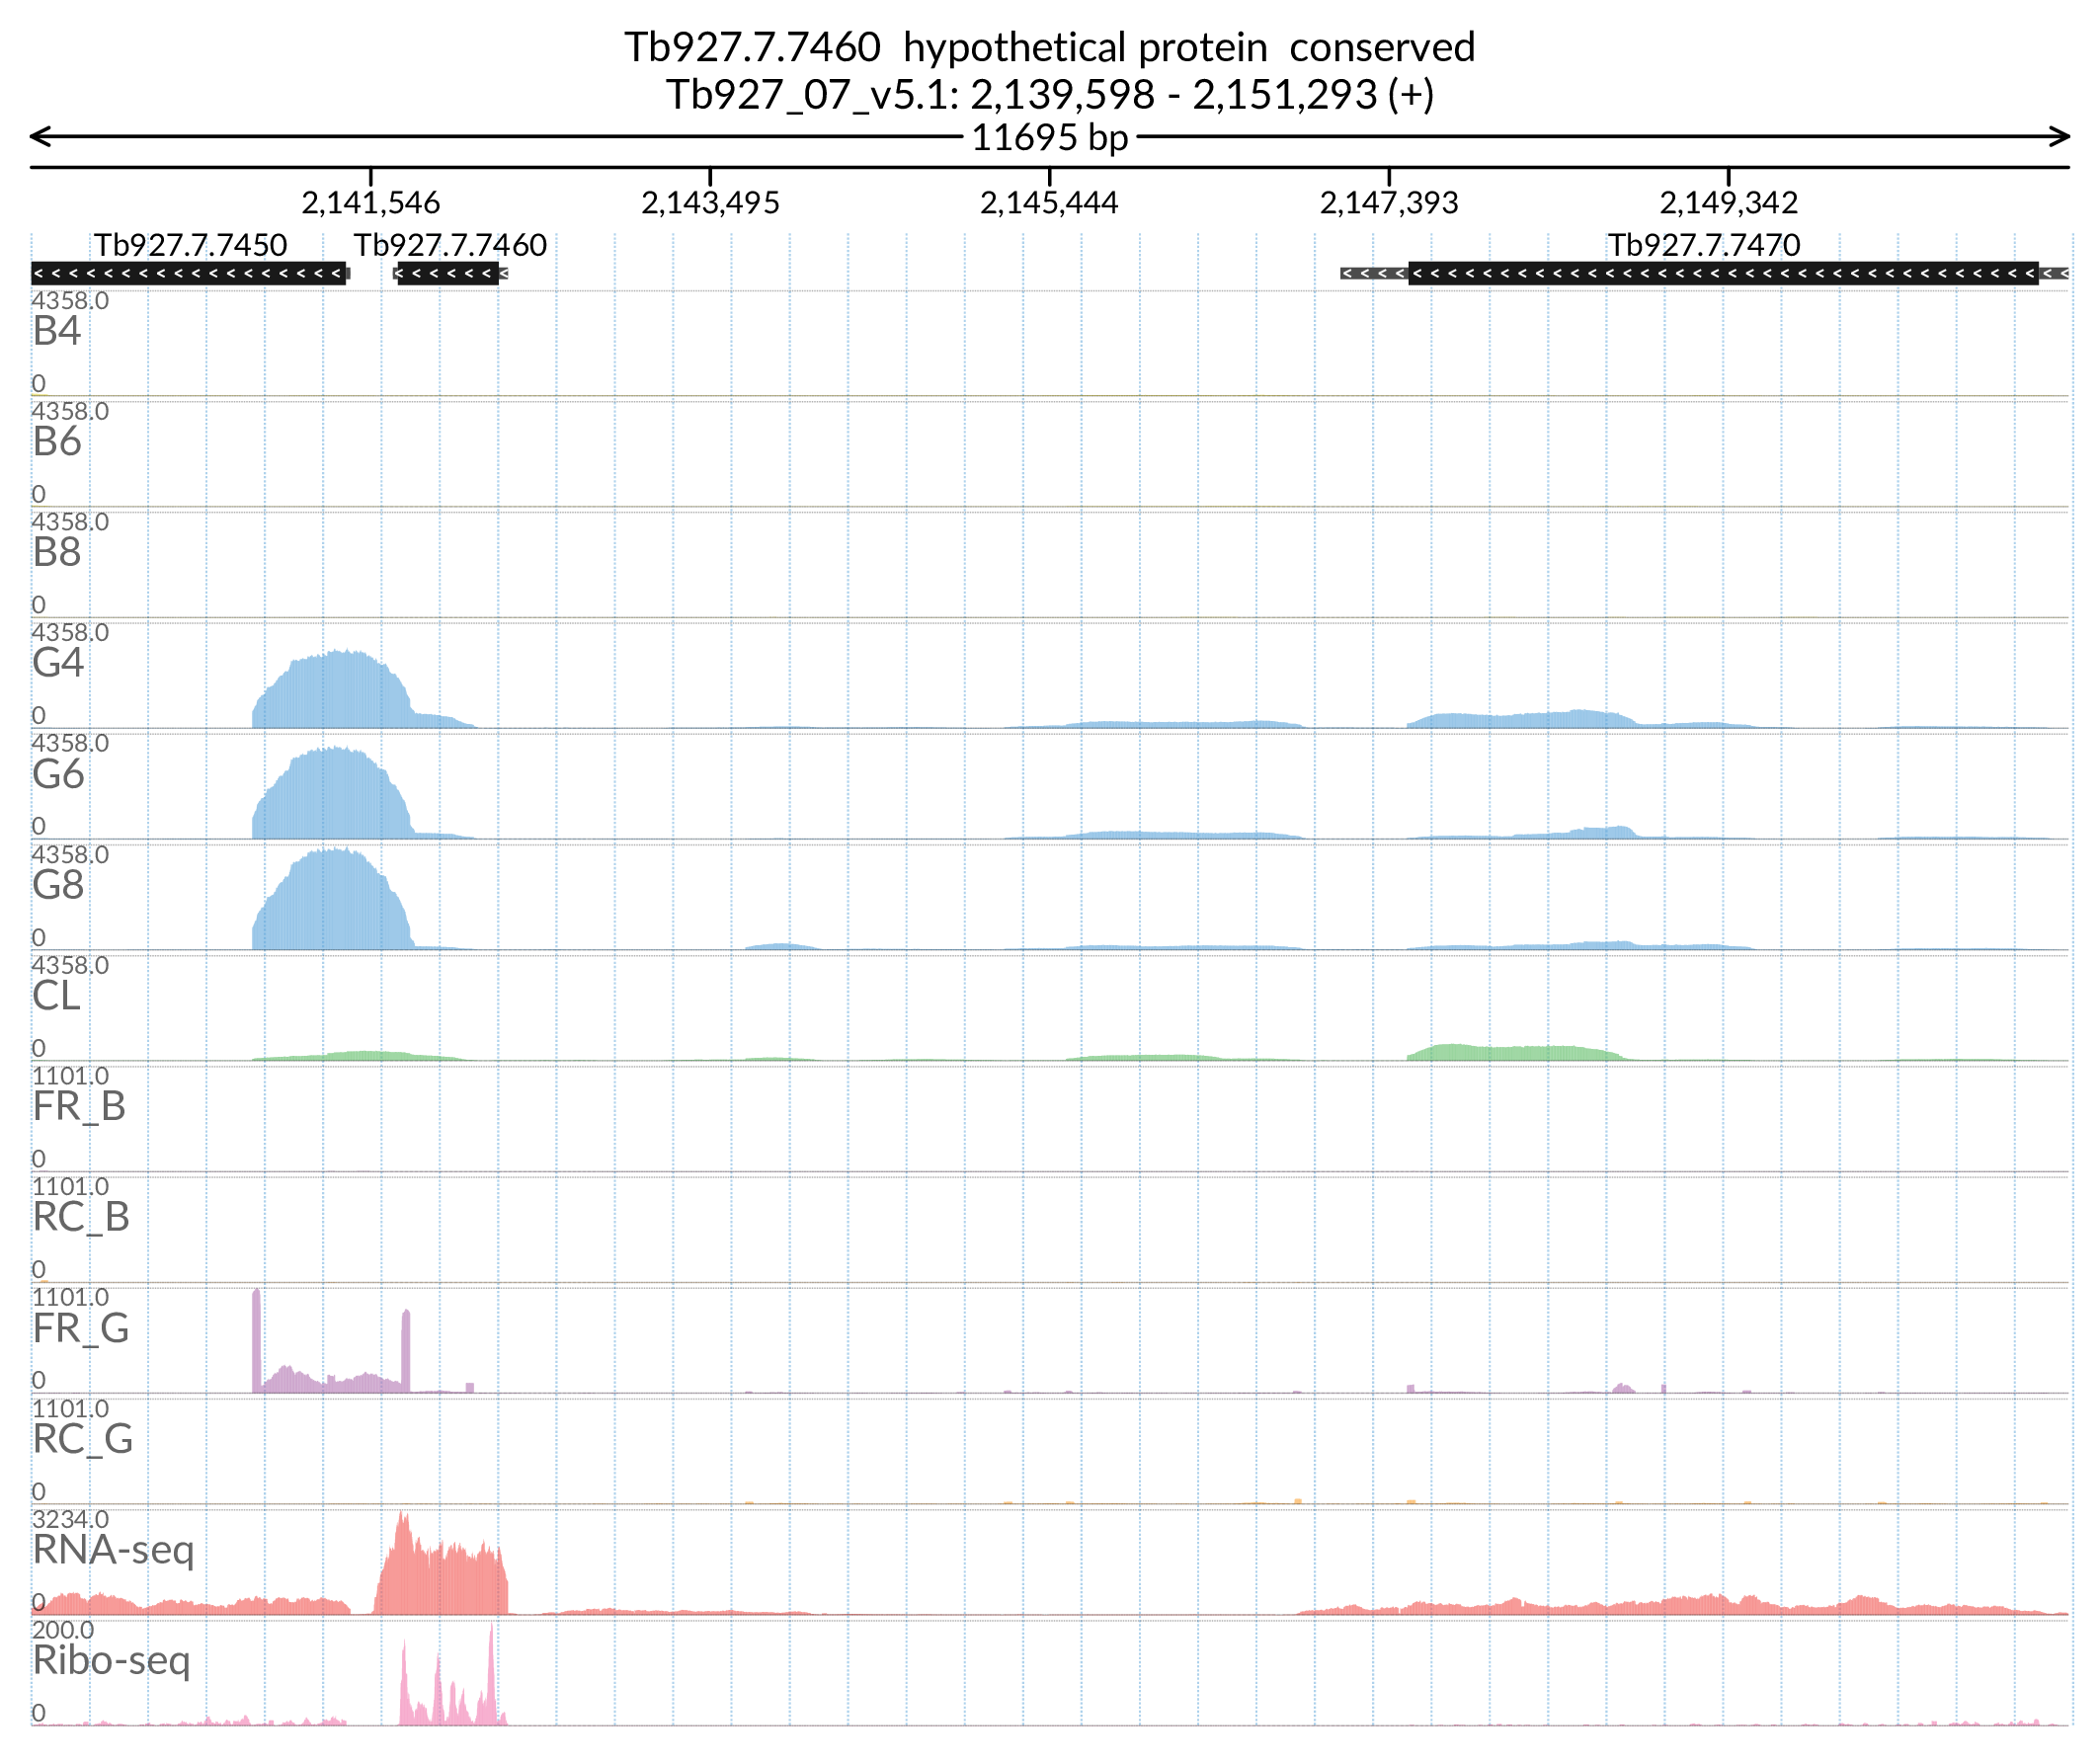 Tb927.7.7460 hypothetical protein conserved
Tb927_07_v5.1: 2,139,598 - 2,151,293 (+)
11695 bp
2,141,546 2,143,495 2,145,444 2,147,393 2,149,342
Tb927.7.7450 Tb927.7.7460 Tb927.7.7470
4358.0
B4
0
4358.0
B6
0
4358.0
B8
0
4358.0
G4
0
4358.0
G6
0
4358.0
G8
0
4358.0
CL
0
1101.0
FR_B
0
1101.0
RC_B
0
1101.0
FR_G
0
1101.0
RC_G
0
3234.0
RNA-seq
0
200.0
Ribo-seq
0